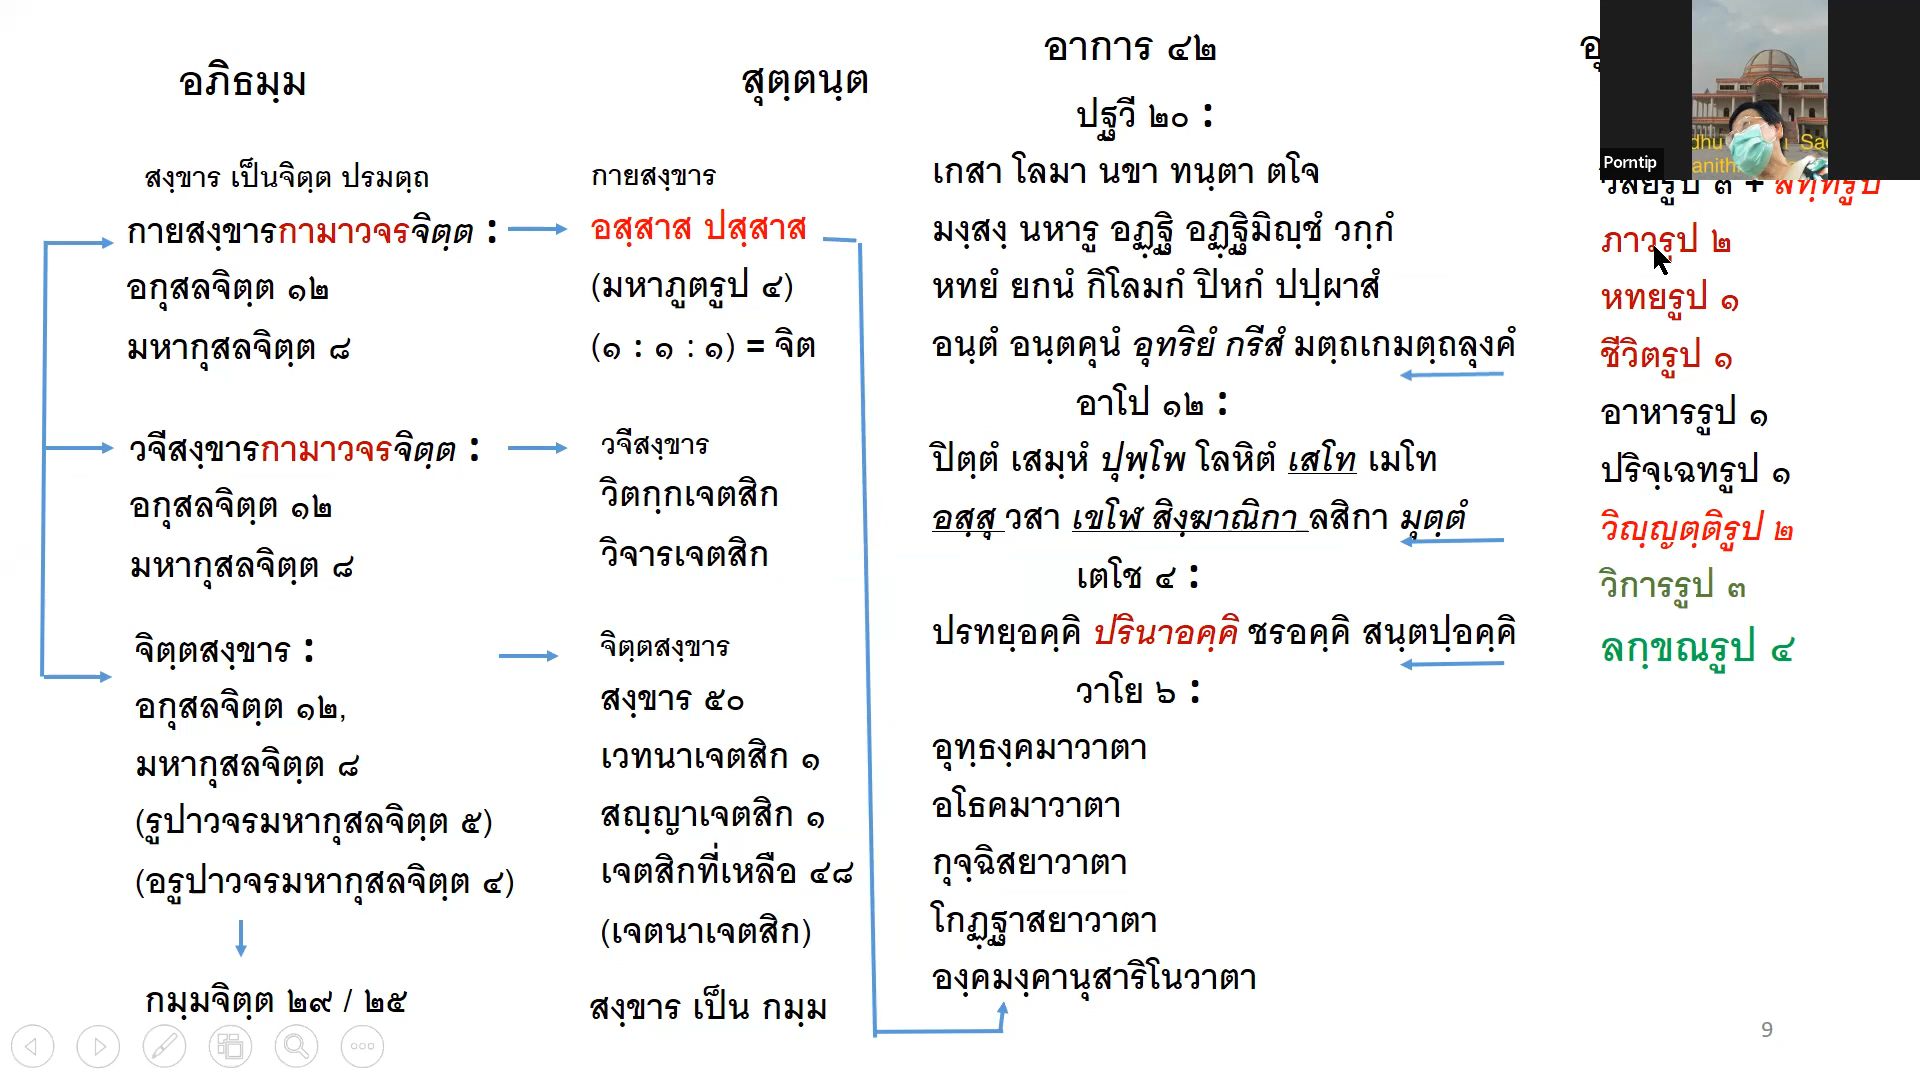 อภิธมฺม
สงฺขาร เป็นจิตฺต ปรมตฺถ
กายสงฺขารกามาวจรจิตฺต :
อกุสลจิตฺต ๑๒
มหากุสลจิตฺต ๘
วจีสงฺขารกามาวจรจิตฺต :
อกุสลจิตฺต ๑๒
มหากุสลจิตฺต ๘
จิตฺตสงฺขาร :
อกุสลจิตฺต ๑๒,
มหากุสลจิตฺต ๘
(รูปาวจรมหากุสลจิตฺต ๕)
(อรูปาวจรมหากุสลจิตฺต ๔)
กมฺมจิตฺต ๒๙ / ๒๕
สุตฺตนฺต
กายสงฺขาร
อสฺสาส ปสฺสาส
(มหาภูตรูป ๔)
(๑ : ๑ : ๑) = จิต
วจีสงฺขาร
วิตกฺกเจตสิก
วิจารเจตสิก
จิตฺตสงฺขาร
สงฺขาร ๕๐
เวทนาเจตสิก ๑
สญฺญาเจตสิก ๑
เจตสิกที่เหลือ ๔๘
(เจตนาเจตสิก)
สงฺขาร เป็น กมฺม
อาการ ๔๒
ปฐวี ๒๐ :
เกสา โลมา นขา ทนฺตา ตโจ
มงฺสงฺ นหารู อฏฺฐิ อฏฺฐิมิญฺชํ วกฺกํ
หทยํ ยกนํ กิโลมกํ ปิหกํ ปปฺผาสํ
อนฺตํ อนฺตคุนํ อุทริยํ กรีสํ มตฺถเกมตฺถลุงคํ
อาโป ๑๒ :
ปิตฺตํ เสมฺหํ ปุพฺโพ โลหิตํ เสโท เมโท
อสฺสุ วสา เขโฬ สิงฺฆาณิกา ลสิกา มุตฺตํ
เตโช ๔ :
ปรทยฺอคฺคิ ปรินาอคฺคิ ชรอคฺคิ สนฺตปฺอคฺคิ
วาโย ๖ :
อุทฺธงฺคมาวาตา
อโธคมาวาตา
กุจฺฉิสยาวาตา
โกฏฺฐาสยาวาตา
องฺคมงฺคานุสาริโนวาตา
Porntip
วิสยรูป ๓ + สทฺทรูป
ภาวรูป ๒
หทยรูป ๑
ชีวิตรูป ๑
อาหารรูป ๑
ปริจฺเฉทรูป ๑
วิญฺญตฺติรูป ๒
วิการรูป ๓
ลกฺขณรูป ๔
9